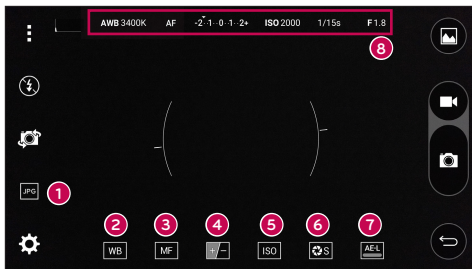 AWB 3400K AF -2··1··0··1··2+ ISO 2000 1/15s F 1.8
8
JPG 1
2 3 4 5 6 7
WB MF +/- ISO S AE-L